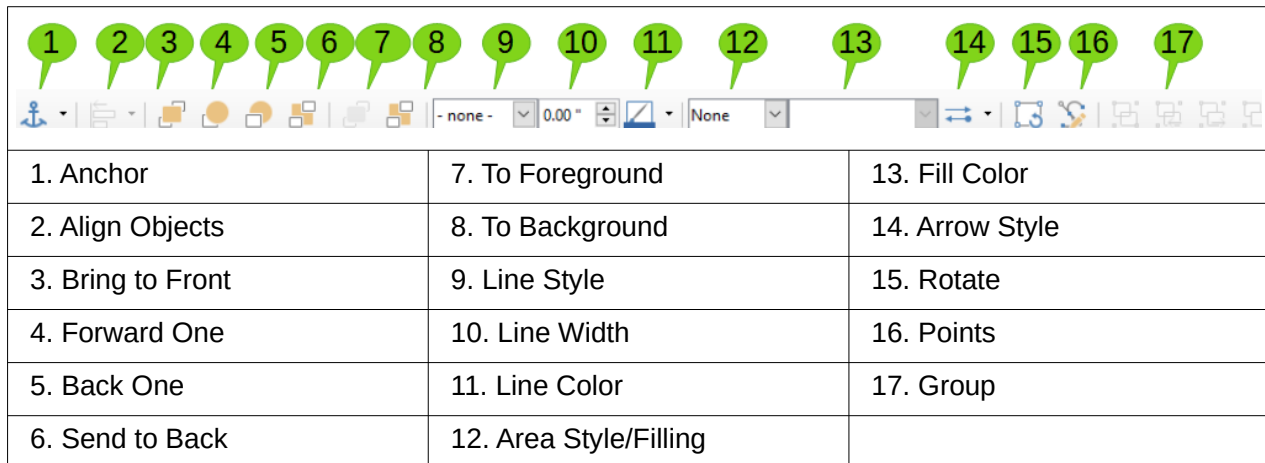 1 2 3 4 5 6 7 8 9 10 11 12 13 14 15 16 17
- none - 0.00 " None
1. Anchor 7. To Foreground 13. Fill Color
2. Align Objects 8. To Background 14. Arrow Style
3. Bring to Front 9. Line Style 15. Rotate
4. Forward One 10. Line Width 16. Points
5. Back One 11. Line Color 17. Group
6. Send to Back 12. Area Style/Filling